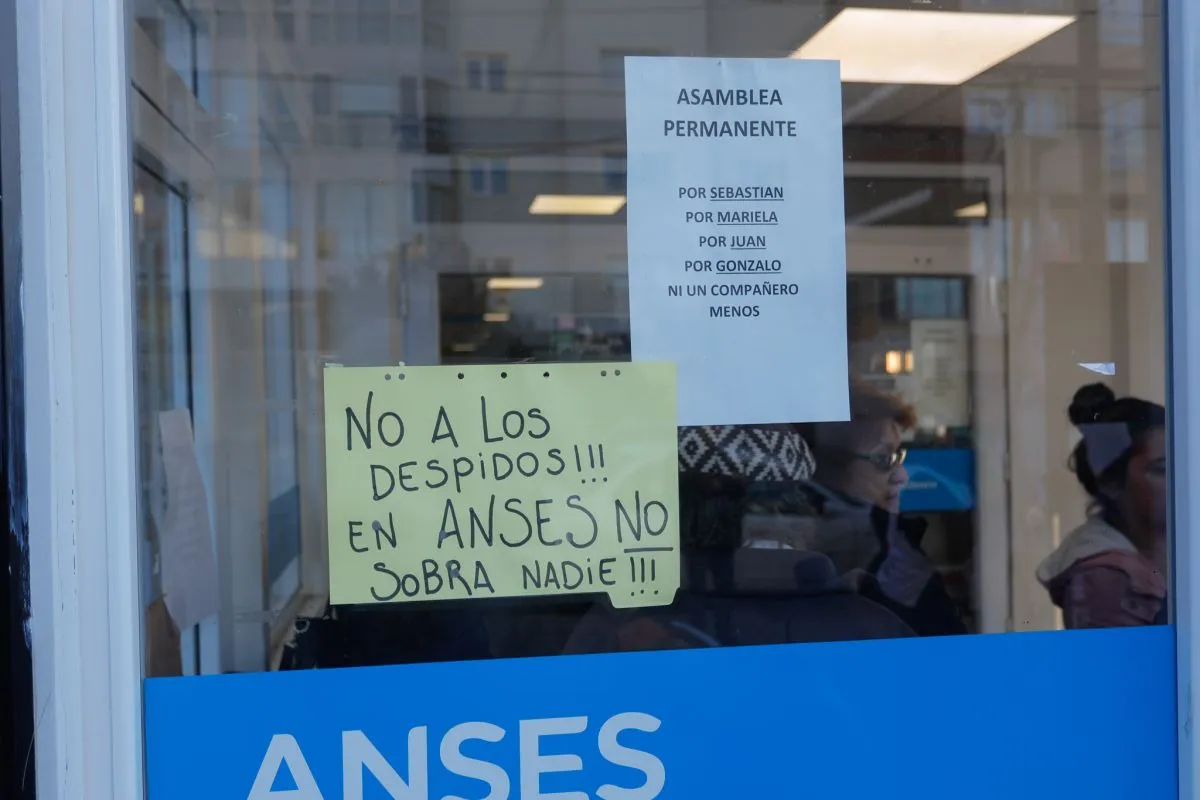 ASAMBLEA
PERMANENTE
POR SEBASTIAN
POR MARIELA
POR JUAN
POR GONZALO
NI UN COMPAÑERO
MENOS
NO A LOS
DESPIDOS!!!
EN ANSES NO
SOBRA NADIE!!!
ANSES